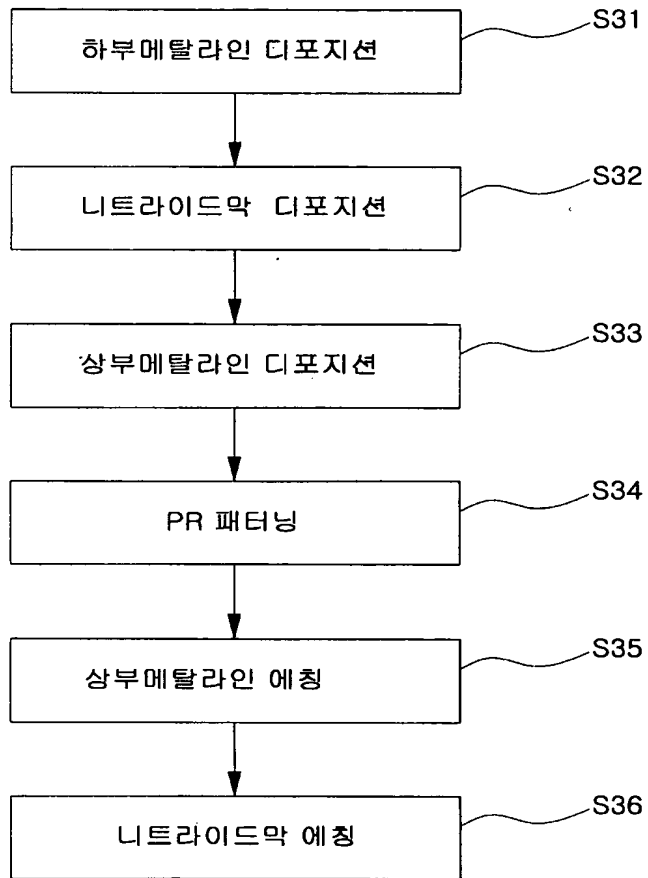 하부메탈라인 디포지션
S31
니트라이드막 디포지션
S32
상부메탈라인 디포지션
S33
PR 패터닝
S34
상부메탈라인 에칭
S35
니트라이드막 에칭
S36